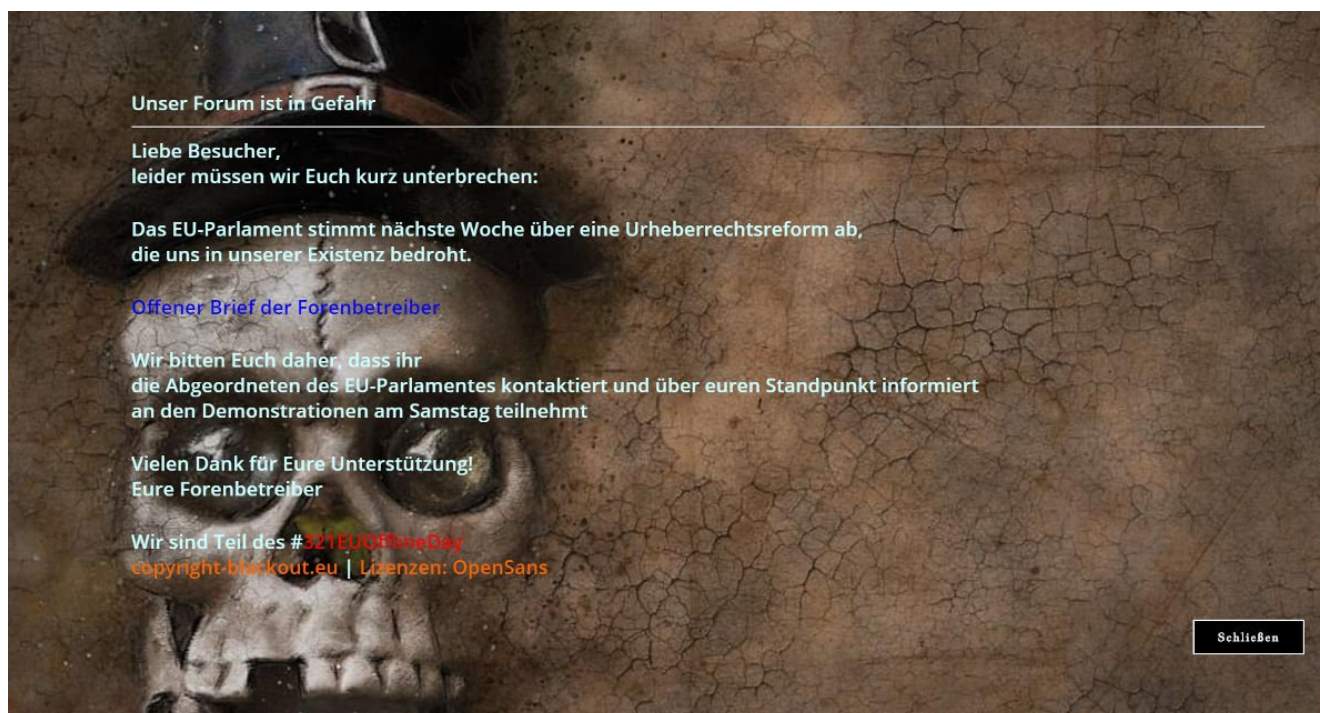 Unser Forum ist in Gefahr
Liebe Besucher,
leider müssen wir Euch kurz unterbrechen:
Das EU-Parlament stimmt nächste Woche über eine Urheberrechtsreform ab,
die uns in unserer Existenz bedroht.
Offener Brief der Forenbetreiber
Wir bitten Euch daher, dass ihr
die Abgeordneten des EU-Parlamentes kontaktiert und über euren Standpunkt informiert
an den Demonstrationen am Samstag teilnehmt
Vielen Dank für Eure Unterstützung!
Eure Forenbetreiber
Wir sind Teil des #321EUOfflineDay
copyright-blackout.eu | Lizenzen: OpenSans
Schließen